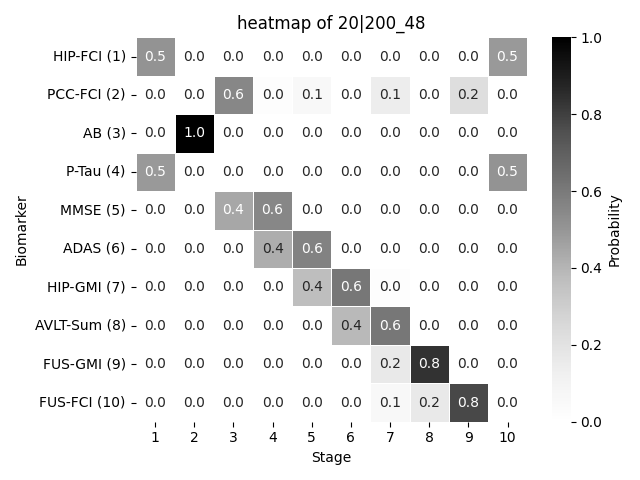 heatmap of 20|200_48
HIP-FCI (1) 0.5 0.0 0.0 0.0 0.0 0.0 0.0 0.0 0.0 0.5
PCC-FCI (2) 0.0 0.0 0.6 0.0 0.1 0.0 0.1 0.0 0.2 0.0
AB (3) 0.0 1.0 0.0 0.0 0.0 0.0 0.0 0.0 0.0 0.0
P-Tau (4) 0.5 0.0 0.0 0.0 0.0 0.0 0.0 0.0 0.0 0.5
MMSE (5) 0.0 0.0 0.4 0.6 0.0 0.0 0.0 0.0 0.0 0.0
ADAS (6) 0.0 0.0 0.0 0.4 0.6 0.0 0.0 0.0 0.0 0.0
HIP-GMI (7) 0.0 0.0 0.0 0.0 0.4 0.6 0.0 0.0 0.0 0.0
AVLT-Sum (8) 0.0 0.0 0.0 0.0 0.0 0.4 0.6 0.0 0.0 0.0
FUS-GMI (9) 0.0 0.0 0.0 0.0 0.0 0.0 0.2 0.8 0.0 0.0
FUS-FCI (10) 0.0 0.0 0.0 0.0 0.0 0.0 0.1 0.2 0.8 0.0
1 2 3 4 5 6 7 8 9 10
Stage
Biomarker
1.0
0.8
0.6
0.4
0.2
0.0
Probability